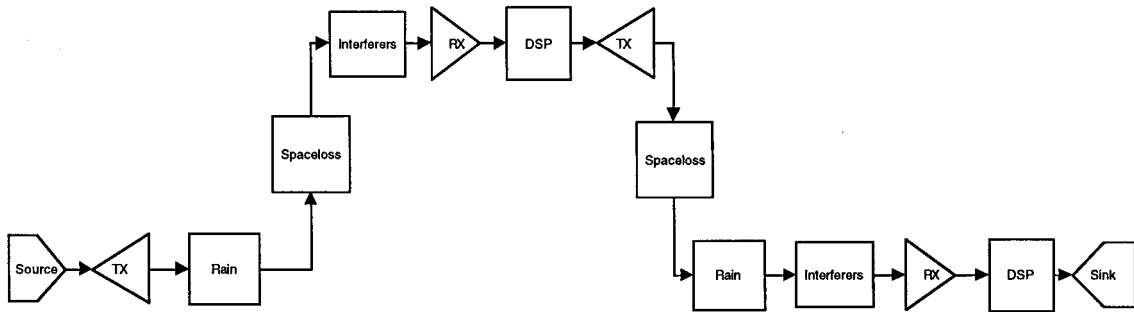 Source
TX
Rain
Spaceloss
Interferers
RX
DSP
TX
Spaceloss
Rain
Interferers
RX
DSP
Sink